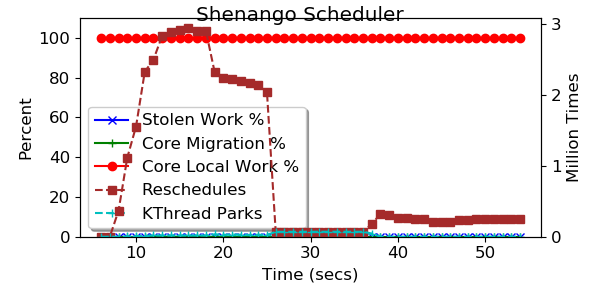 Shenango Scheduler
100
80
60
40
20
0
Percent
3
2
1
0
Million Times
Stolen Work %
Core Migration %
Core Local Work %
Reschedules
KThread Parks
10 20 30 40 50
Time (secs)